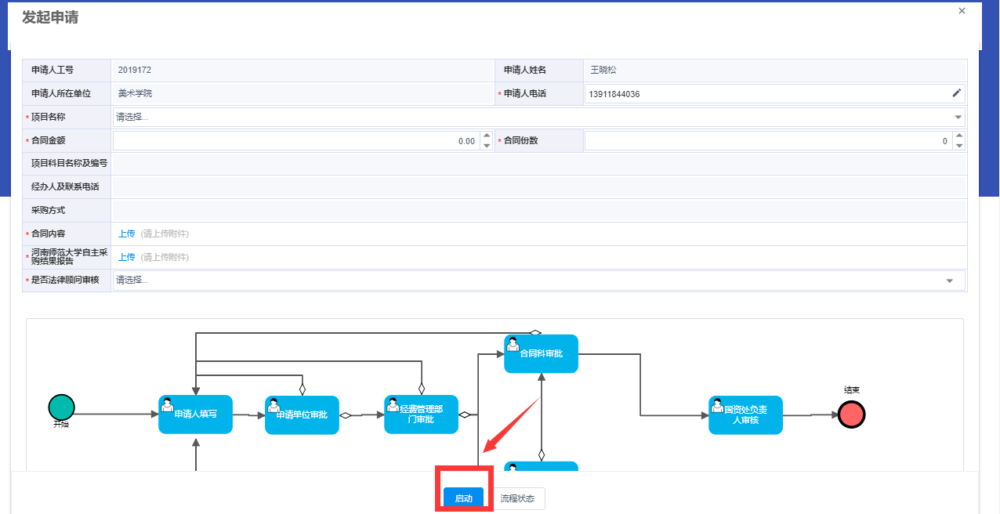 发起申请
申请人工号 2019172 申请人姓名 王晓松
申请人所在单位 美术学院 * 申请人电话 13911844036
* 项目名称 请选择...
* 合同金额 0.00 * 合同份数 0
项目科目名称及编号
经办人及联系电话
采购方式
* 合同内容 上传 (请上传附件)
* 河南师范大学自主采
购结果报告 上传 (请上传附件)
* 是否法律顾问审核 请选择...
合同科审批
结束
开始
申请人填写
申请单位审批
经费管理部
门审批
国资处负责
人审核
启动 流程状态